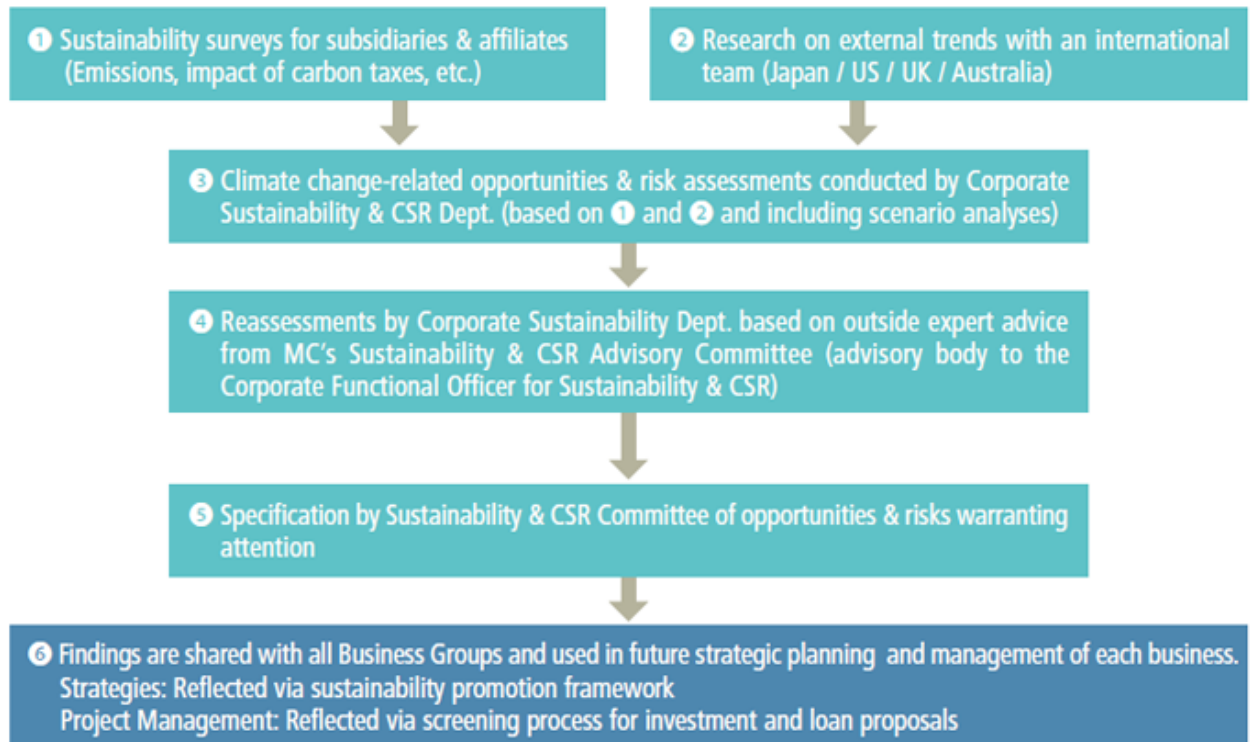 ❶ Sustainability surveys for subsidiaries & affiliates
(Emissions, impact of carbon taxes, etc.)
❷ Research on external trends with an international
team (Japan / US / UK / Australia)
❸ Climate change-related opportunities & risk assessments conducted by Corporate
Sustainability & CSR Dept. (based on ❶ and ❷ and including scenario analyses)
❹ Reassessments by Corporate Sustainability Dept. based on outside expert advice
from MC's Sustainability & CSR Advisory Committee (advisory body to the
Corporate Functional Officer for Sustainability & CSR)
❺ Specification by Sustainability & CSR Committee of opportunities & risks warranting
attention
❻ Findings are shared with all Business Groups and used in future strategic planning and management of each business.
Strategies: Reflected via sustainability promotion framework
Project Management: Reflected via screening process for investment and loan proposals